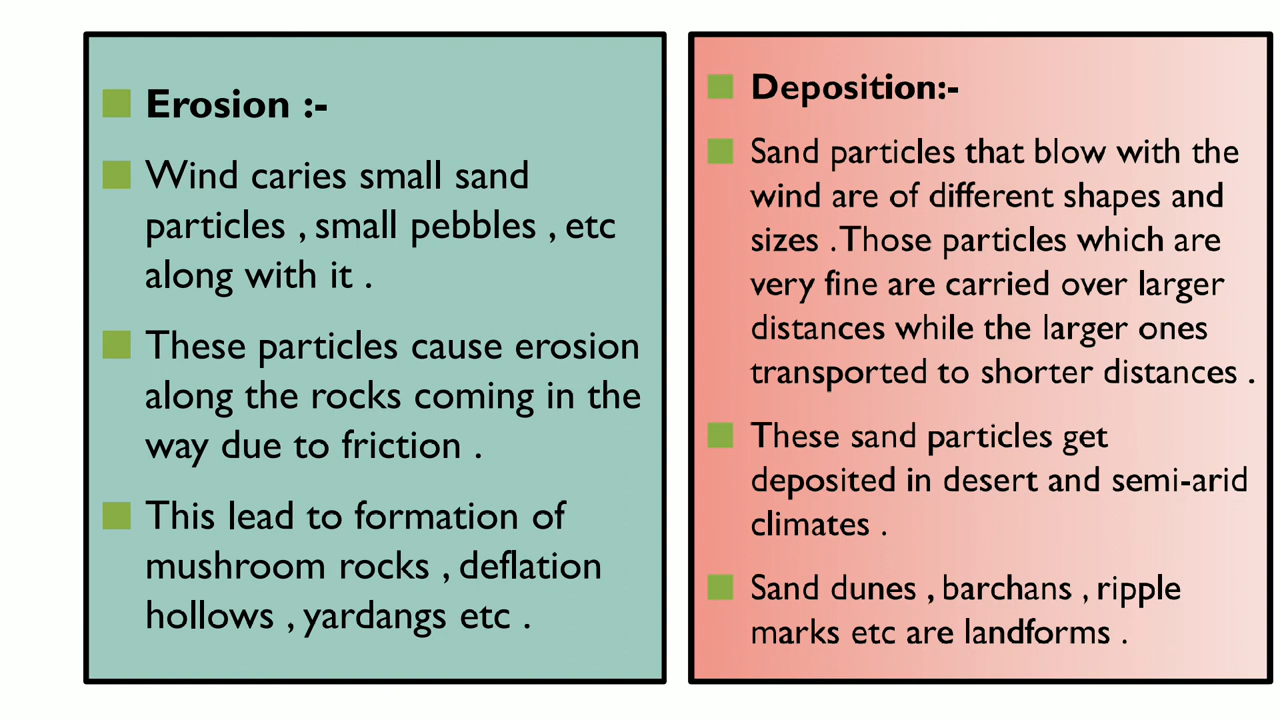 Erosion :-
Wind caries small sand
particles , small pebbles , etc
along with it .
These particles cause erosion
along the rocks coming in the
way due to friction .
This lead to formation of
mushroom rocks , deflation
hollows , yardangs etc .
Deposition:-
Sand particles that blow with the
wind are of different shapes and
sizes . Those particles which are
very fine are carried over larger
distances while the larger ones
transported to shorter distances .
These sand particles get
deposited in desert and semi-arid
climates .
Sand dunes , barchans , ripple
marks etc are landforms .